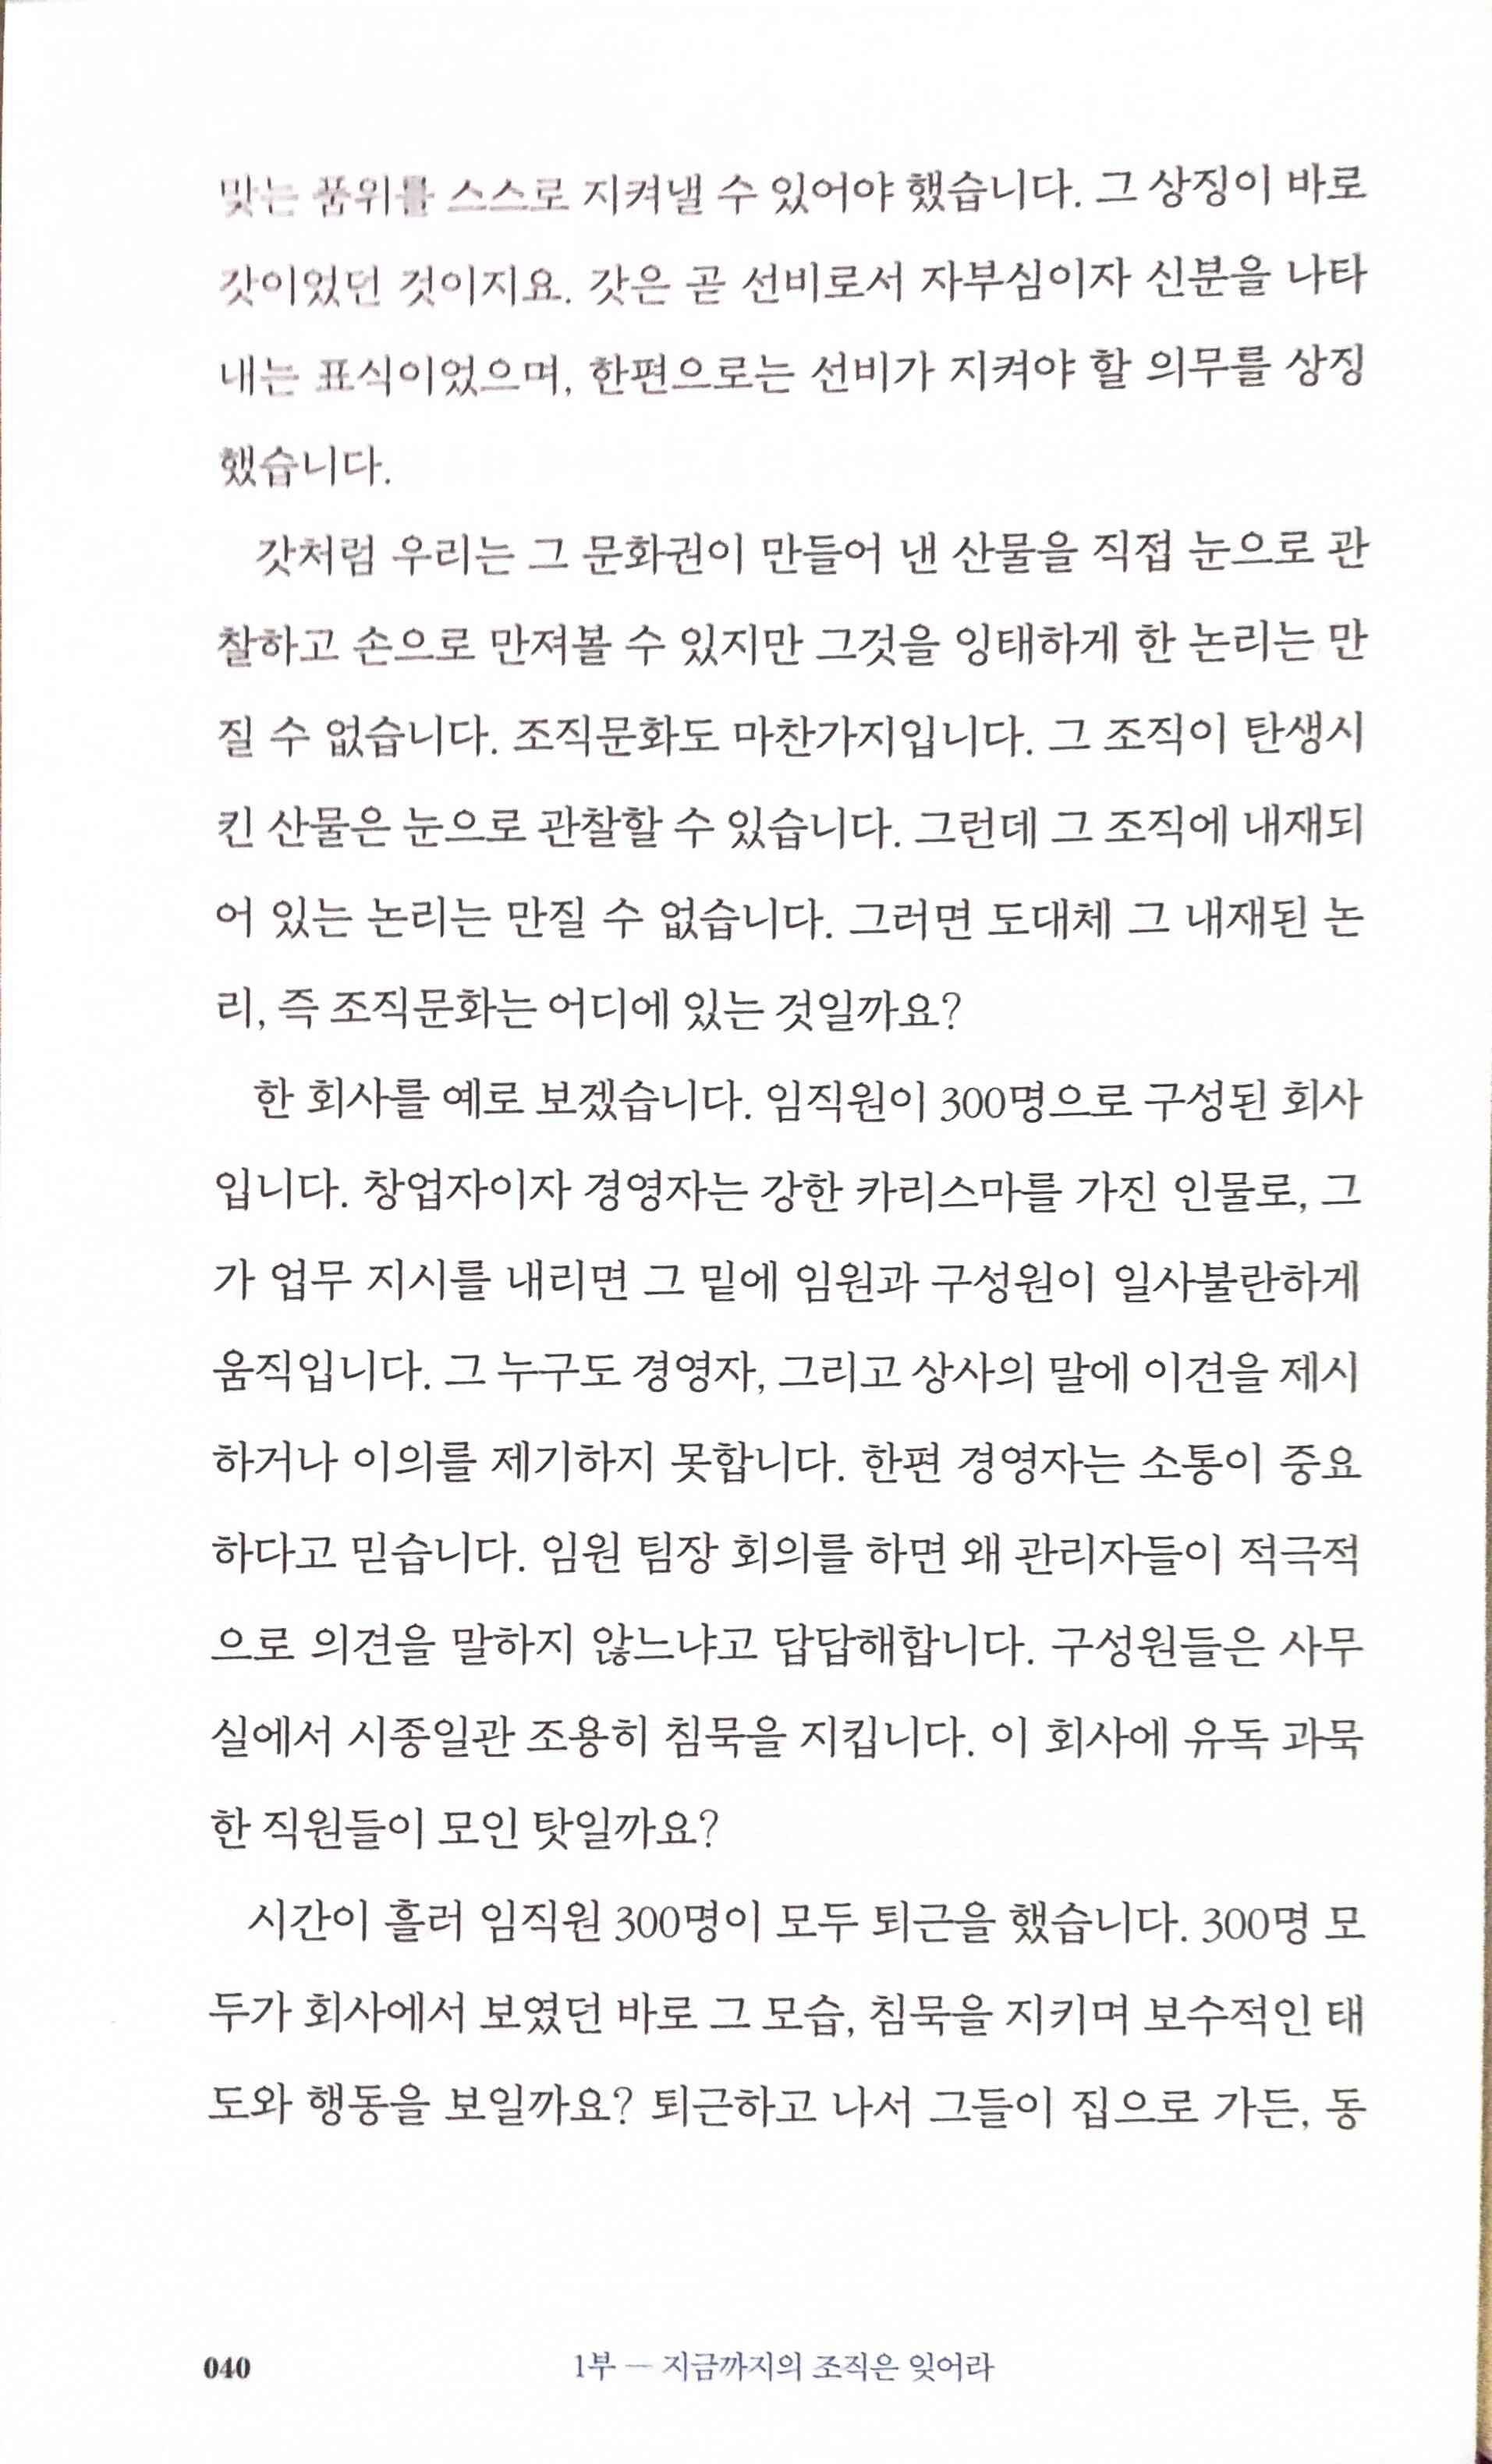 맞는 품위를 스스로 지켜낼 수 있어야 했습니다. 그 상징이 바로
갓이었던 것이지요. 갓은 곧 선비로서 자부심이자 신분을 나타
내는 표식이었으며, 한편으로는 선비가 지켜야 할 의무를 상징
했습니다.
갓처럼 우리는 그 문화권이 만들어 낸 산물을 직접 눈으로 관
찰하고 손으로 만져볼 수 있지만 그것을 잉태하게 한 논리는 만
질 수 없습니다. 조직문화도 마찬가지입니다. 그 조직이 탄생시
킨 산물은 눈으로 관찰할 수 있습니다. 그런데 그 조직에 내재되
어 있는 논리는 만질 수 없습니다. 그러면 도대체 그 내재된 논
리, 즉 조직문화는 어디에 있는 것일까요?
한 회사를 예로 보겠습니다. 임직원이 300명으로 구성된 회사
입니다. 창업자이자 경영자는 강한 카리스마를 가진 인물로, 그
가 업무 지시를 내리면 그 밑에 임원과 구성원이 일사불란하게
움직입니다. 그 누구도 경영자, 그리고 상사의 말에 이견을 제시
하거나 이의를 제기하지 못합니다. 한편 경영자는 소통이 중요
하다고 믿습니다. 임원 팀장 회의를 하면 왜 관리자들이 적극적
으로 의견을 말하지 않느냐고 답답해합니다. 구성원들은 사무
실에서 시종일관 조용히 침묵을 지킵니다. 이 회사에 유독 과묵
한 직원들이 모인 탓일까요?
시간이 흘러 임직원 300명이 모두 퇴근을 했습니다. 300명 모
두가 회사에서 보였던 바로 그 모습, 침묵을 지키며 보수적인 태
도와 행동을 보일까요? 퇴근하고 나서 그들이 집으로 가든, 동
040 1부 — 지금까지의 조직은 잊어라